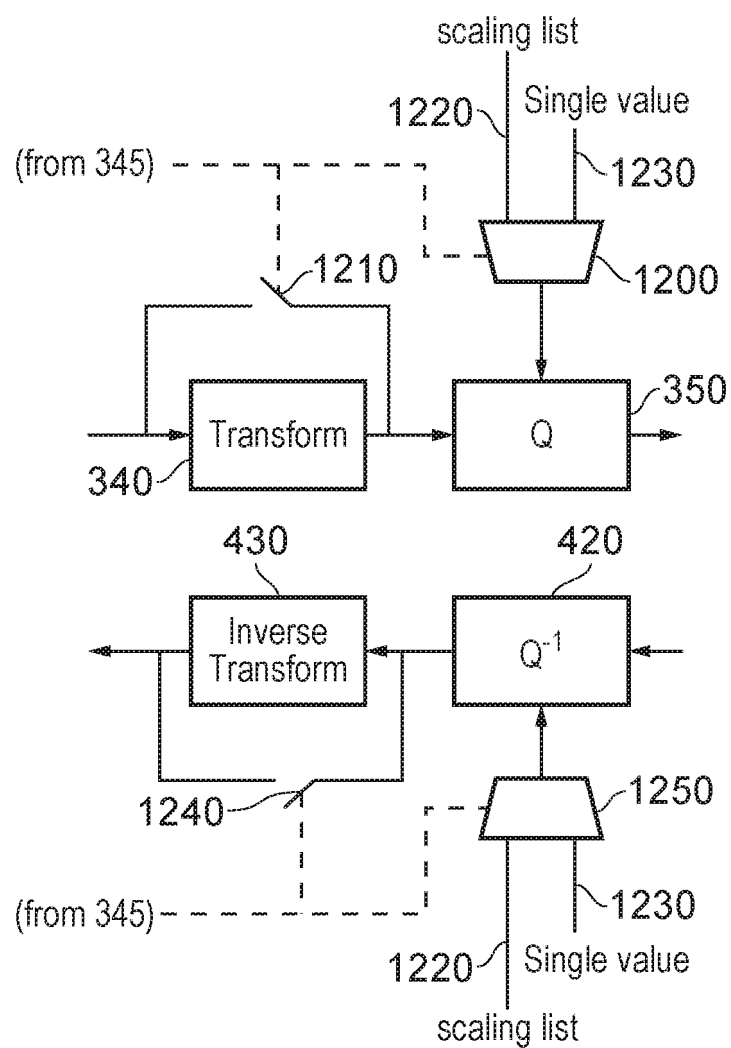 scaling list
1220
Single value
(from 345)
1230
1210
1200
350
Transform
Q
340
430
420
Inverse
Transform
Q-1
1240
1250
(from 345)
1230
1220
Single value
scaling list